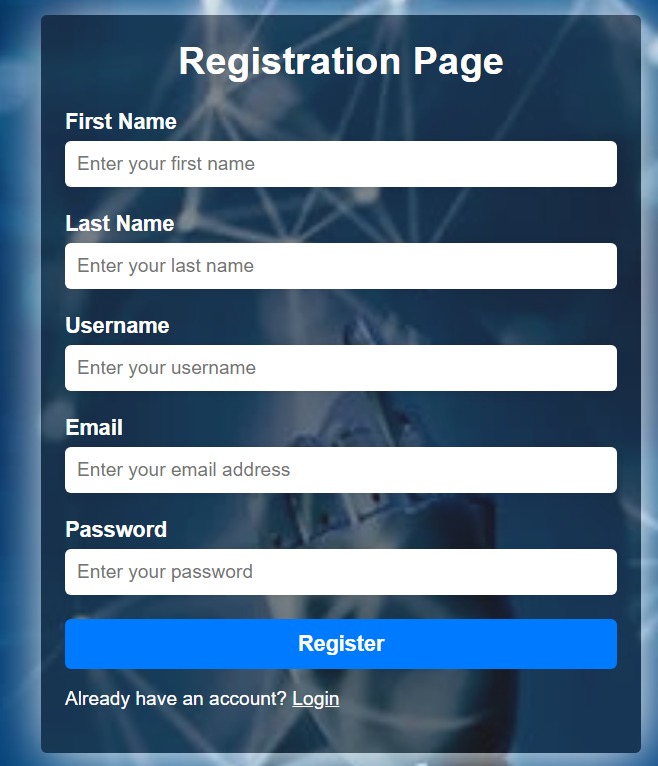 Registration Page
First Name
Enter your first name
Last Name
Enter your last name
Username
Enter your username
Email
Enter your email address
Password
Enter your password
Register
Already have an account? Login